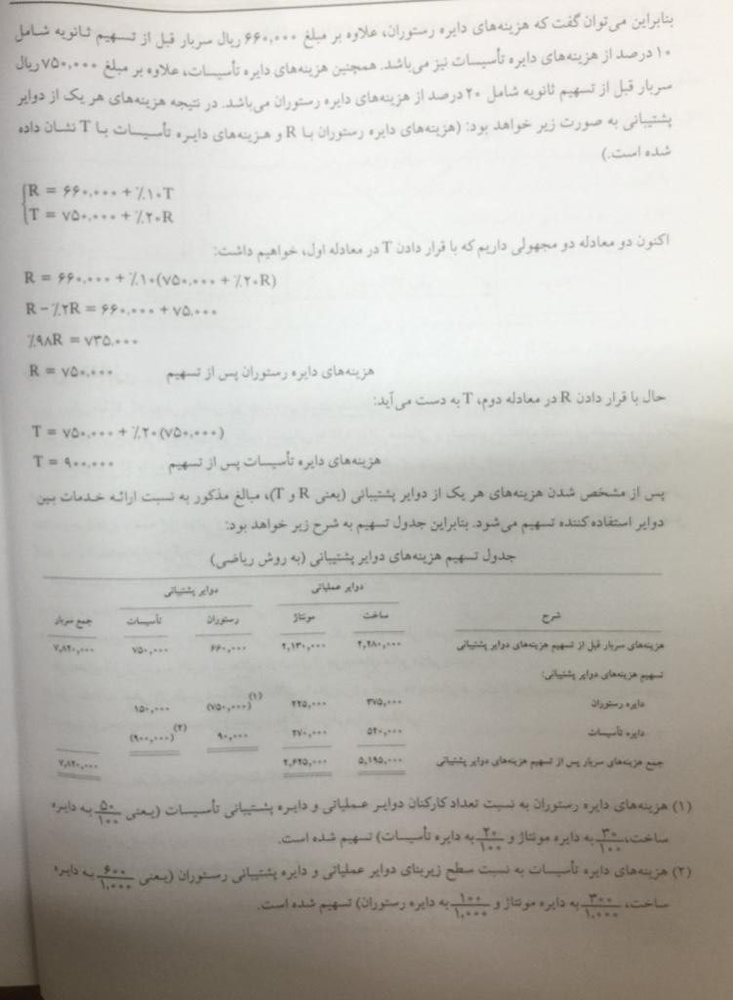 بنابراین می‌توان گفت که هزینه‌های دایره رستوران، علاوه بر مبلغ ۶۶۰٫۰۰۰ ریال سربار قبل از تسهیم ثانویه شامل
۱۰ درصد از هزینه‌های دایره تأسیسات نیز می‌باشد. همچنین هزینه‌های دایره تأسیسات، علاوه بر مبلغ ۷۵۰٫۰۰۰ ریال
سربار قبل از تسهیم ثانویه شامل ۲۰ درصد از هزینه‌های دایره رستوران می‌باشد. در نتیجه هزینه‌های هر یک از دوایر
پشتیبانی به صورت زیر خواهد بود: (هزینه‌های دایره رستوران با R و هزینه‌های دایره تأسیسات با T نشان داده
شده است.)
R = ۶۶۰٫۰۰۰ + ٪۱۰T
T = ۷۵۰٫۰۰۰ + ٪۲۰R
اکنون دو معادله دو مجهولی داریم که با قرار دادن T در معادله اول، خواهیم داشت:
R = ۶۶۰٫۰۰۰ + ٪۱۰(۷۵۰٫۰۰۰ + ٪۲۰R)
R - ٪۲R = ۶۶۰٫۰۰۰ + ۷۵٫۰۰۰
٪۹۸R = ۷۳۵٫۰۰۰
R = ۷۵۰٫۰۰۰ هزینه‌های دایره رستوران پس از تسهیم
حال با قرار دادن R در معادله دوم، T به دست می‌آید:
T = ۷۵۰٫۰۰۰ + ٪۲۰(۷۵۰٫۰۰۰)
T = ۹۰۰٫۰۰۰ هزینه‌های دایره تأسیسات پس از تسهیم
پس از مشخص شدن هزینه‌های هر یک از دوایر پشتیبانی (یعنی R و T)، مبالغ مذکور به نسبت ارائه خدمات بین
دوایر استفاده کننده تسهیم می‌شود. بنابراین جدول تسهیم به شرح زیر خواهد بود:
جدول تسهیم هزینه‌های دوایر پشتیبانی (به روش ریاضی)
دوایر عملیاتی دوایر پشتیبانی
شرح ساخت مونتاژ رستوران تأسیسات جمع سربار
هزینه‌های سربار قبل از تسهیم هزینه‌های دوایر پشتیبانی ۴,۲۸۰,۰۰۰ ۲,۱۳۰,۰۰۰ ۶۶۰,۰۰۰ ۷۵۰,۰۰۰ ۷,۸۲۰,۰۰۰
تسهیم هزینه‌های دوایر پشتیبانی:
دایره رستوران ۳۷۵,۰۰۰ ۲۲۵,۰۰۰ (۷۵۰,۰۰۰)(۱) ۱۵۰,۰۰۰
دایره تأسیسات ۵۴۰,۰۰۰ ۲۷۰,۰۰۰ ۹۰,۰۰۰ (۹۰۰,۰۰۰)(۲)
جمع هزینه‌های سربار پس از تسهیم هزینه‌های دوایر پشتیبانی ۵,۱۹۵,۰۰۰ ۲,۶۲۵,۰۰۰ ۷,۸۲۰,۰۰۰
(۱) هزینه‌های دایره رستوران به نسبت تعداد کارکنان دوایر عملیاتی و دایره پشتیبانی تأسیسات (یعنی ۵۰/۱۰۰ به دایره
ساخت، ۳۰/۱۰۰ به دایره مونتاژ و ۲۰/۱۰۰ به دایره تأسیسات) تسهیم شده است.
(۲) هزینه‌های دایره تأسیسات به نسبت سطح زیربنای دوایر عملیاتی و دایره پشتیبانی رستوران (یعنی ۶۰۰/۱٫۰۰۰ به دایره
ساخت، ۳۰۰/۱٫۰۰۰ به دایره مونتاژ و ۱۰۰/۱٫۰۰۰ به دایره رستوران) تسهیم شده است.